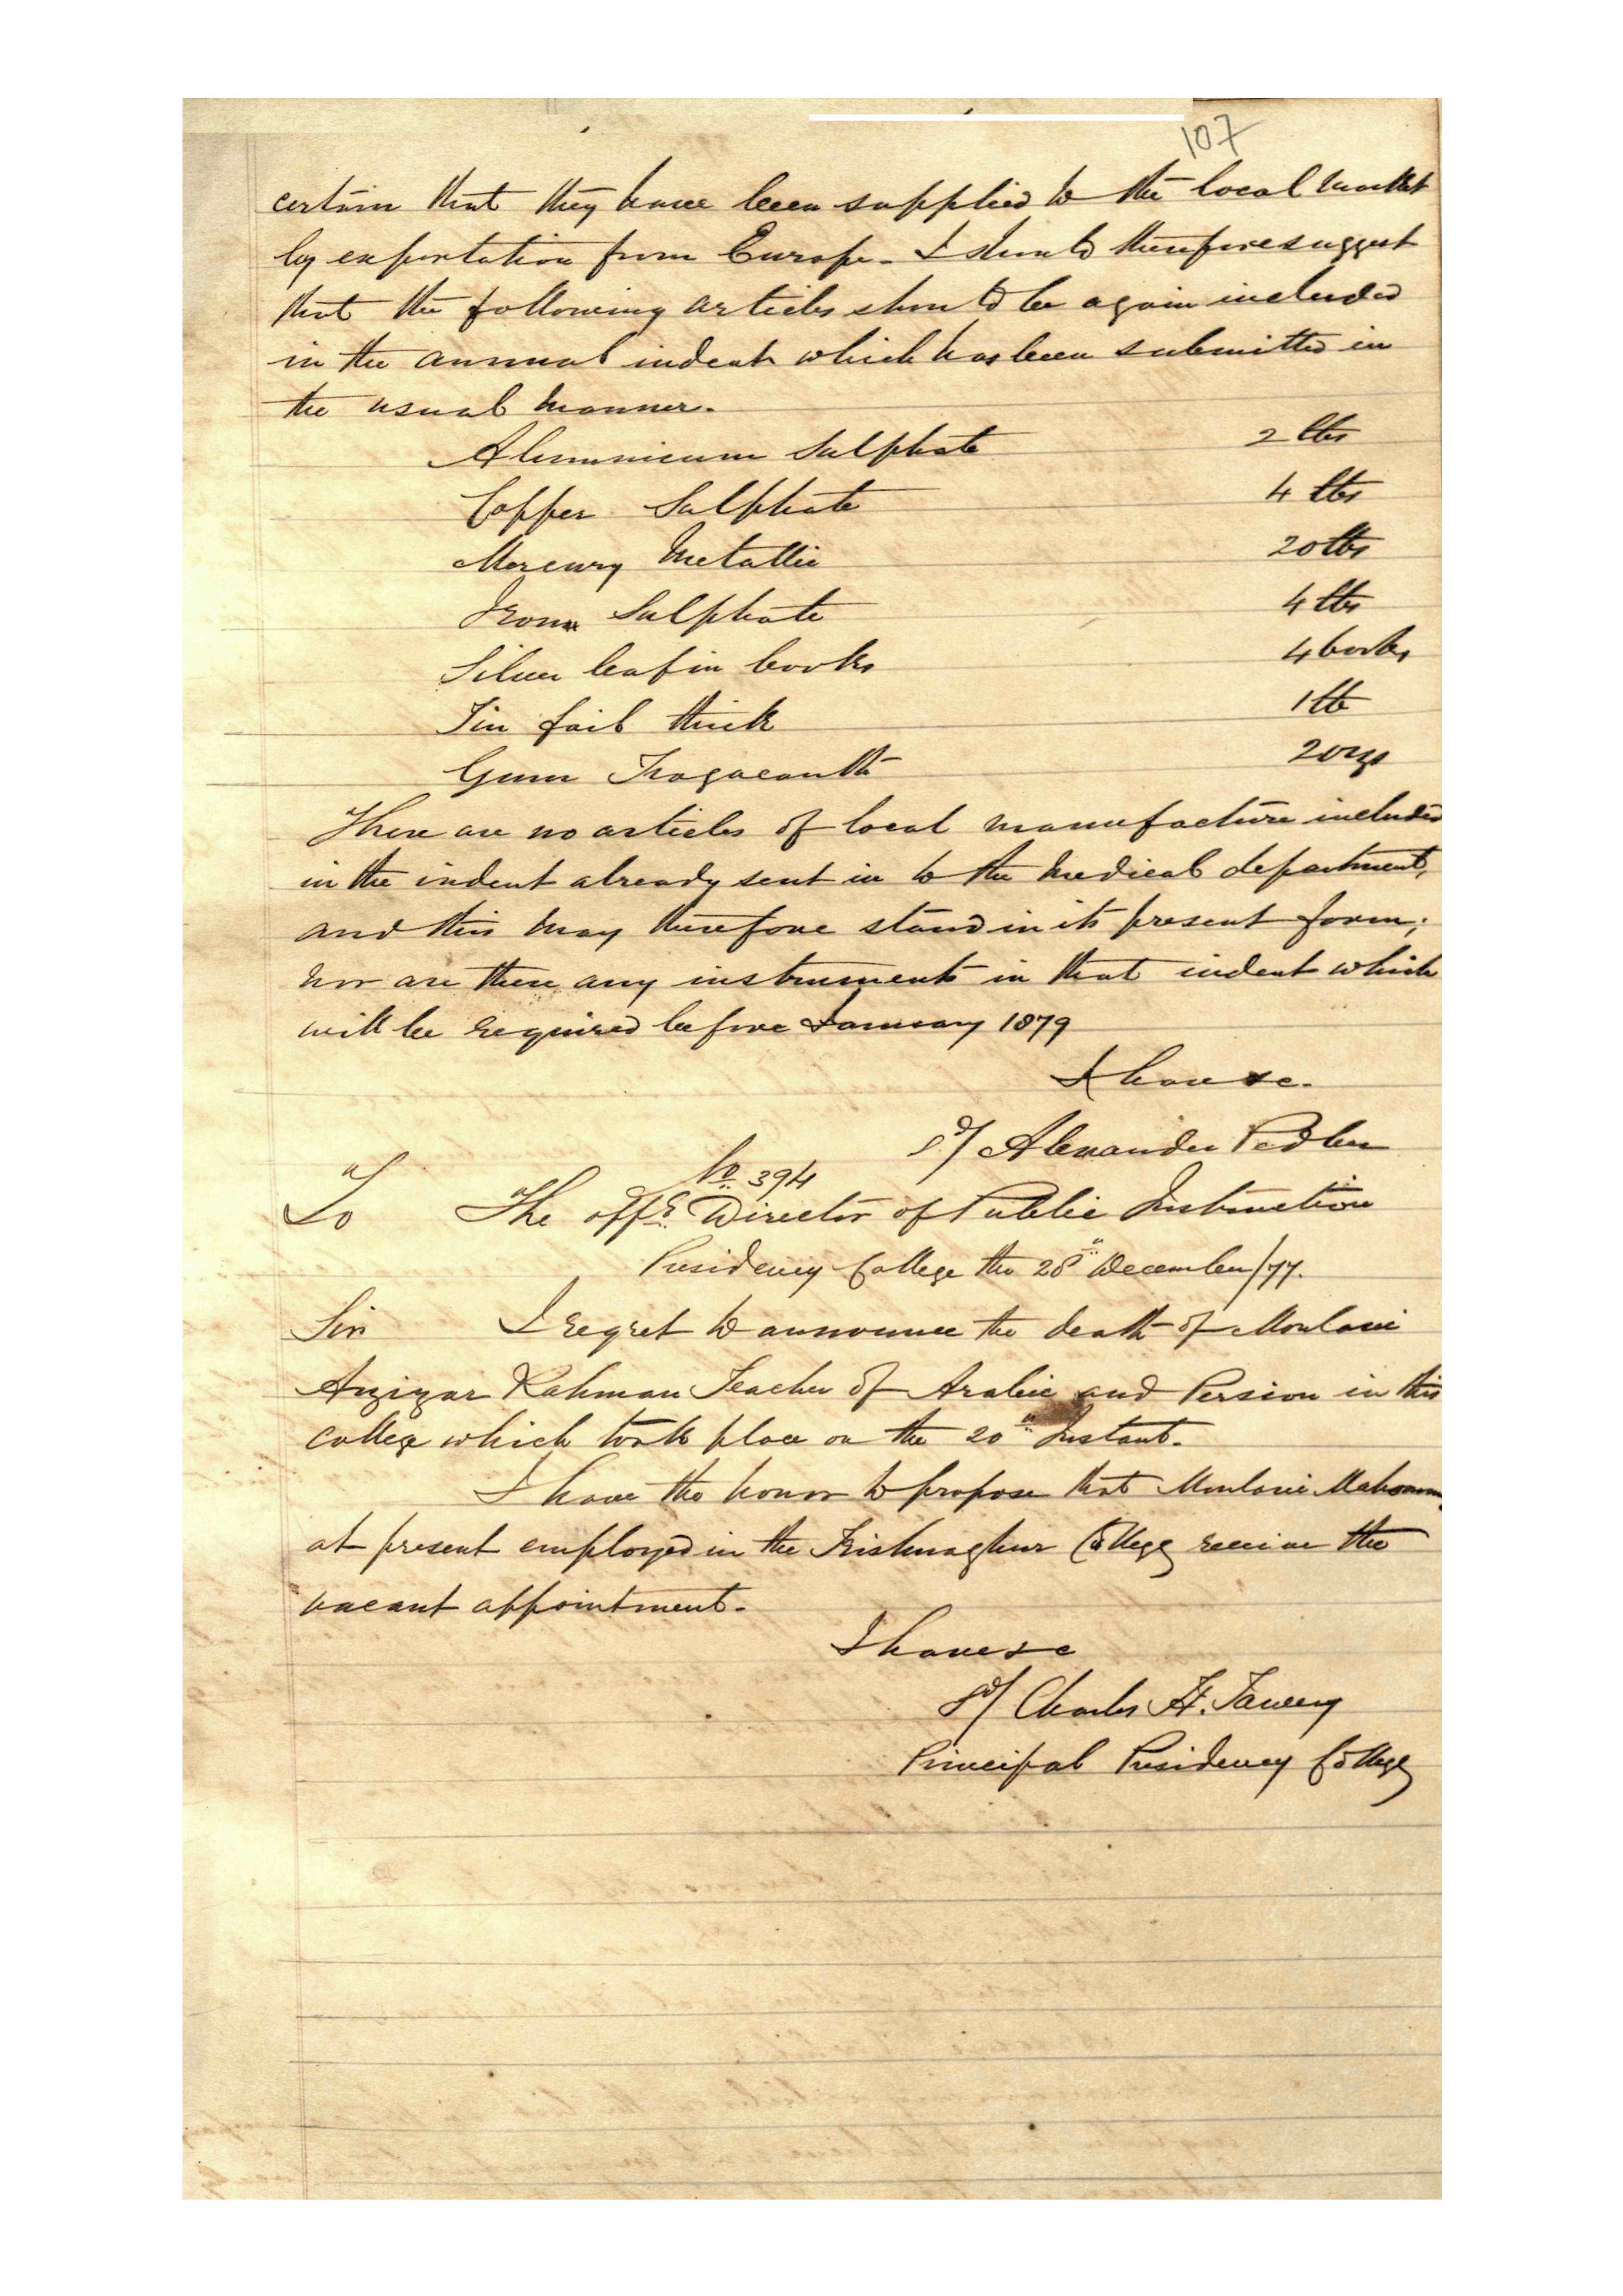 107
certain that they have been supplied to the local market
by exportation from Europe. I should therefore suggest
that the following articles should be again included
in the annual indent which has been submitted in
the usual manner.
Aluminium Sulphate 2 lbs
Copper Sulphate 4 lbs
Mercury Metallic 20 lbs
Iron Sulphate 4 lbs
Silver leaf in books 4 books
Tin foil thick 1 lb
Gum Tragacanth 2 ozs
There are no articles of local manufacture included
in the indent already sent in to the Medical department,
and this may therefore stand in its present form;
nor are there any instruments in that indent which
will be required before January 1879
I have &c.
Sd/ Alexander Pedler
No. 394
To The Offg. Director of Public Instruction
Presidency College the 28th December/77.
Sir I regret to announce the death of Moulavi
Azizar Rahman Teacher of Arabic and Persion in this
College which took place on the 20th Instant.
I have the honor to propose that Moulavi
at present employed in the Krishnaghur College receive the
vacant appointment.
I have &c
Sd/ Charles H. Tawney
Principal Presidency College